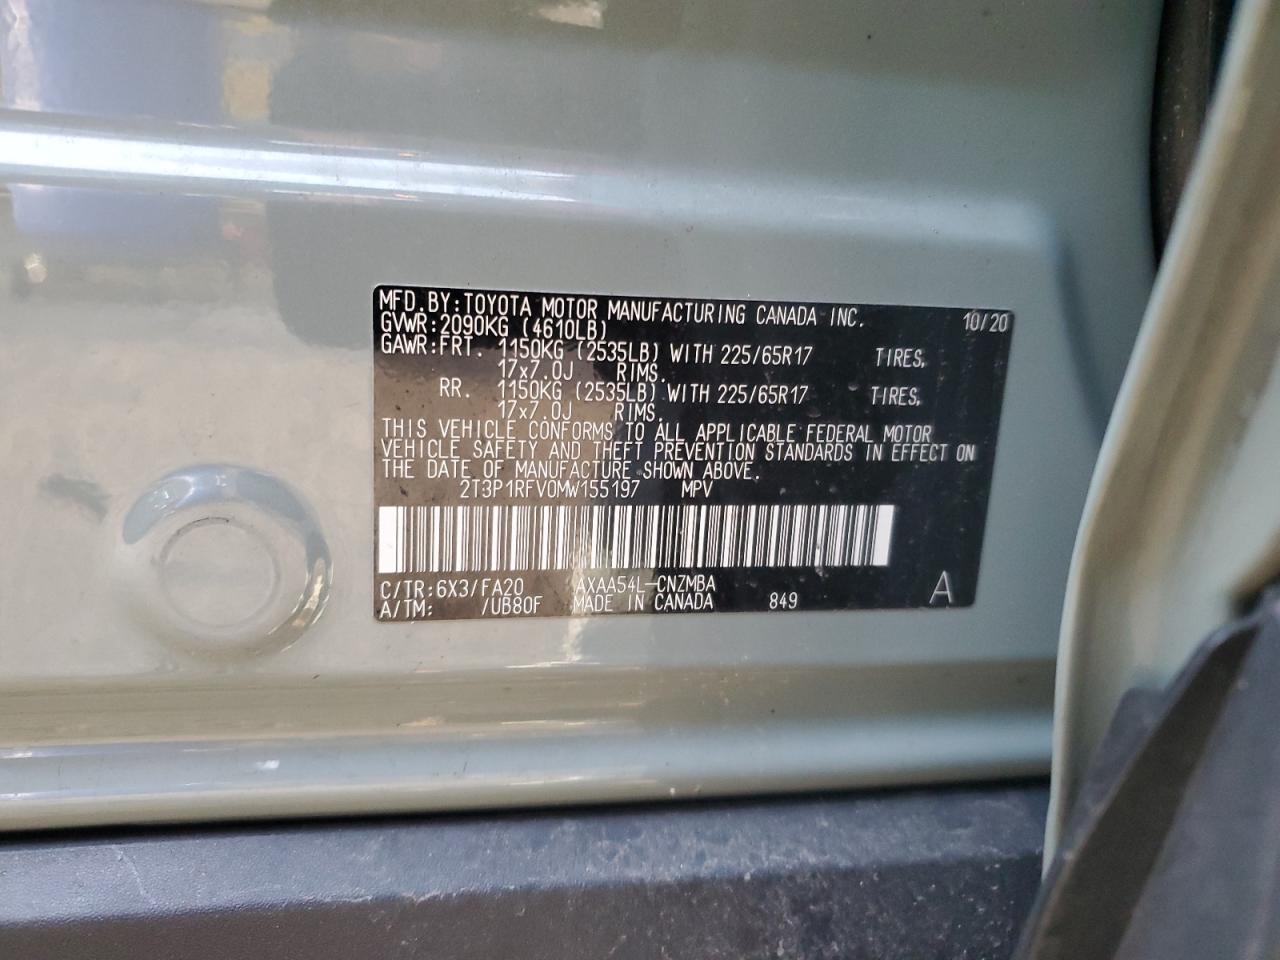 MFD.BY:TOYOTA MOTOR MANUFACTURING CANADA INC. 10/20
GVWR:2090KG (4610LB)
GAWR:FRT. 1150KG (2535LB) WITH 225/65R17 TIRES,
17x7.0J RIMS.
RR. 1150KG (2535LB) WITH 225/65R17 TIRES,
17x7.0J RIMS.
THIS VEHICLE CONFORMS TO ALL APPLICABLE FEDERAL MOTOR
VEHICLE SAFETY AND THEFT PREVENTION STANDARDS IN EFFECT ON
THE DATE OF MANUFACTURE SHOWN ABOVE.
2T3P1RFV0MW155197 MPV
C/TR:6X3/FA20 AXAA54L-CNZMBA
A/TM: /UB80F MADE IN CANADA 849 A